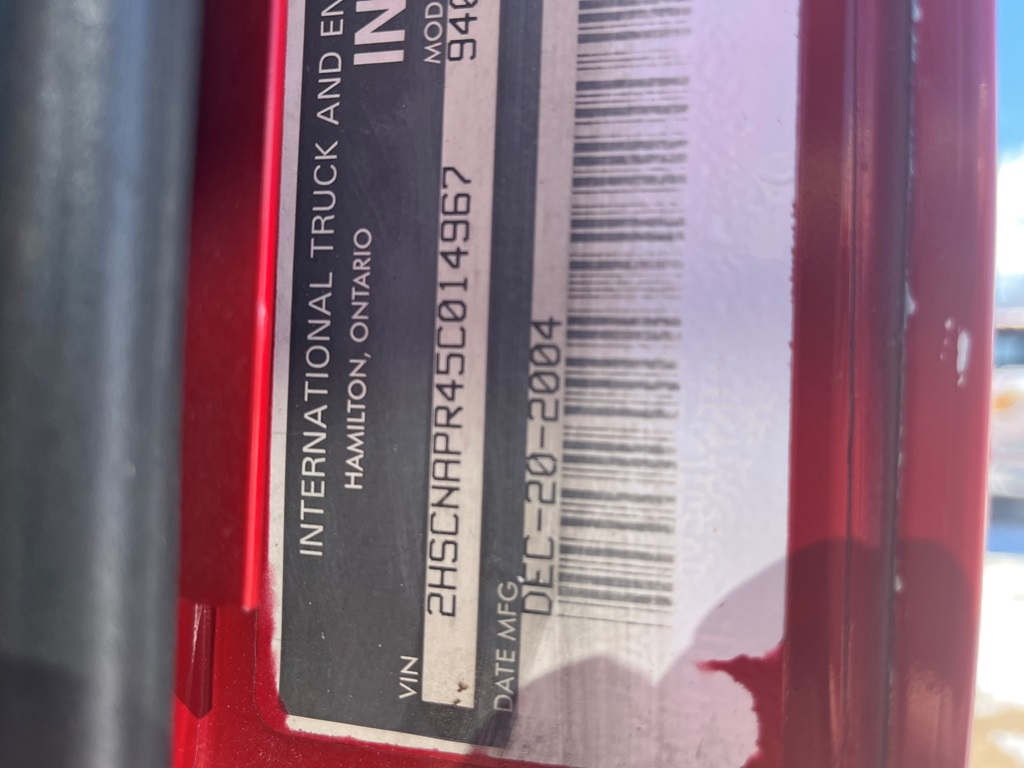 INTERNATIONAL TRUCK AND EN
HAMILTON, ONTARIO
IN
VIN
MOD
2HSCNAPR45C014967
940
DATE MFG
DEC-20-2004